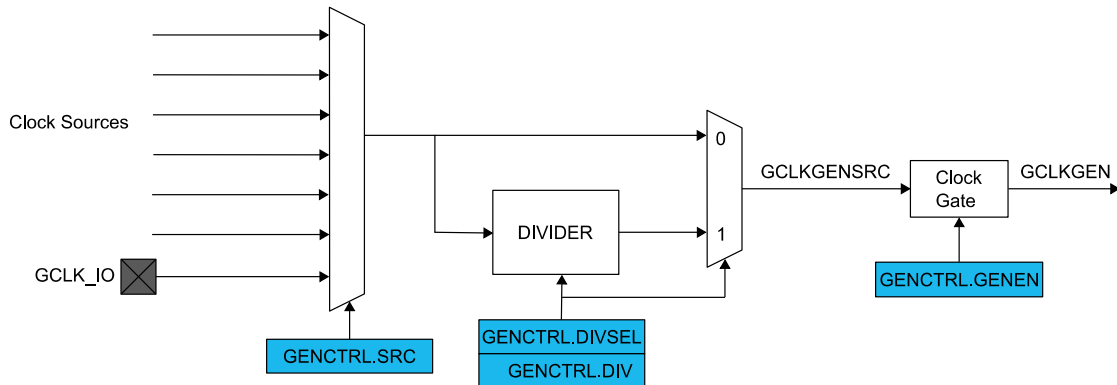 Clock Sources
GCLK_IO
GENCTRL.SRC
DIVIDER
GENCTRL.DIVSEL
GENCTRL.DIV
0
1
GCLKGENSRC
Clock
Gate
GCLKGEN
GENCTRL.GENEN